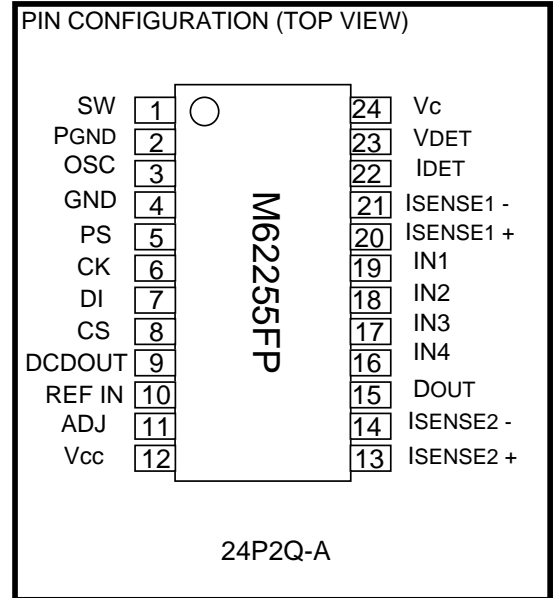 PIN CONFIGURATION (TOP VIEW)
SW 1
PGND 2
OSC 3
GND 4
PS 5
CK 6
DI 7
CS 8
DCDOUT 9
REF IN 10
ADJ 11
Vcc 12
M62255FP
24 Vc
23 VDET
22 IDET
21 ISENSE1 -
20 ISENSE1 +
19 IN1
18 IN2
17 IN3
16 IN4
15 DOUT
14 ISENSE2 -
13 ISENSE2 +
24P2Q-A